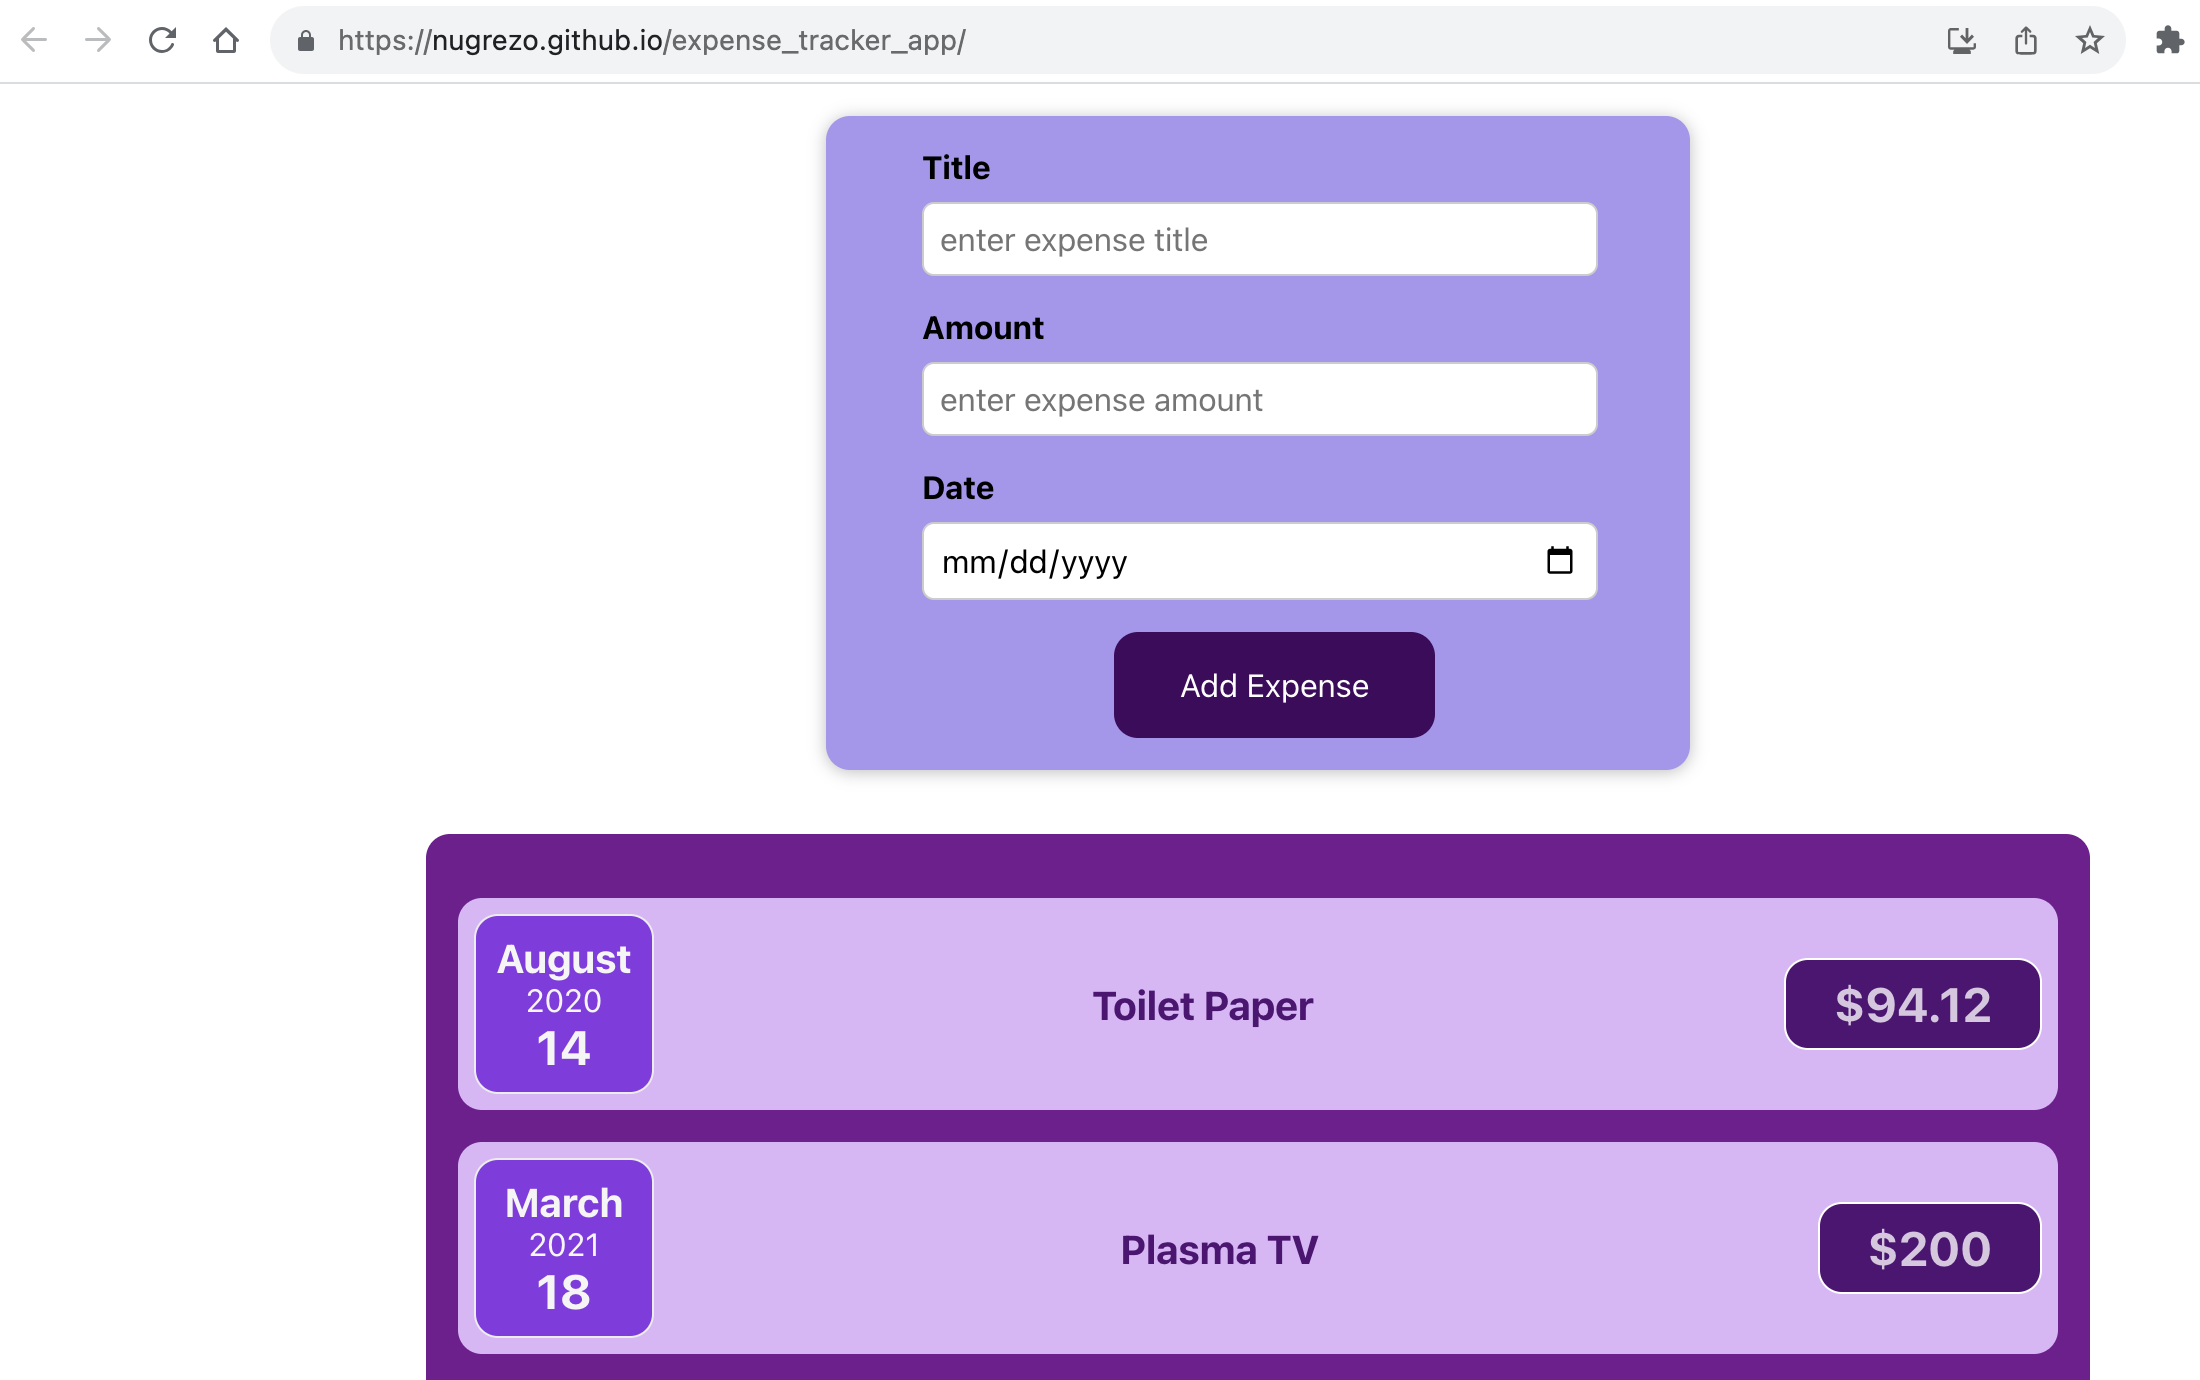 https://nugrezo.github.io/expense_tracker_app/
Title
enter expense title
Amount
enter expense amount
Date
mm/dd/yyyy
Add Expense
August
2020
14
Toilet Paper
$94.12
March
2021
18
Plasma TV
$200